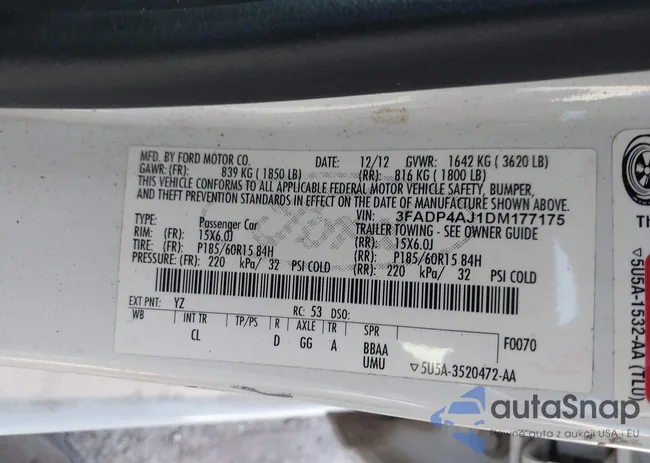 MFD. BY FORD MOTOR CO. DATE: 12/12 GVWR: 1642 KG ( 3620 LB)
GAWR: (FR): 839 KG ( 1850 LB) (RR): 816 KG ( 1800 LB)
THIS VEHICLE CONFORMS TO ALL APPLICABLE FEDERAL MOTOR VEHICLE SAFETY, BUMPER,
AND THEFT PREVENTION STANDARDS IN EFFECT ON THE DATE OF MANUFACTURE SHOWN ABOVE.
VIN: 3FADP4AJ1DM177175
TYPE: Passenger Car TRAILER TOWING - SEE OWNER GUIDE
RIM: (FR): 15X6.0J (RR): 15X6.0J
TIRE: (FR): P185/60R15 84H (RR): P185/60R15 84H
PRESSURE: (FR): 220 kPa/ 32 PSI COLD (RR): 220 kPa/ 32 PSI COLD
EXT PNT: YZ RC: 53 DSO: F0070
WB INT TR TP/PS R AXLE TR SPR
CL D GG A BBAA
UMU ▽5U5A-3520472-AA
TH
▽5U5A-1532-AA (TLU)
autoSnap
pewne auto z aukcji USA i EU